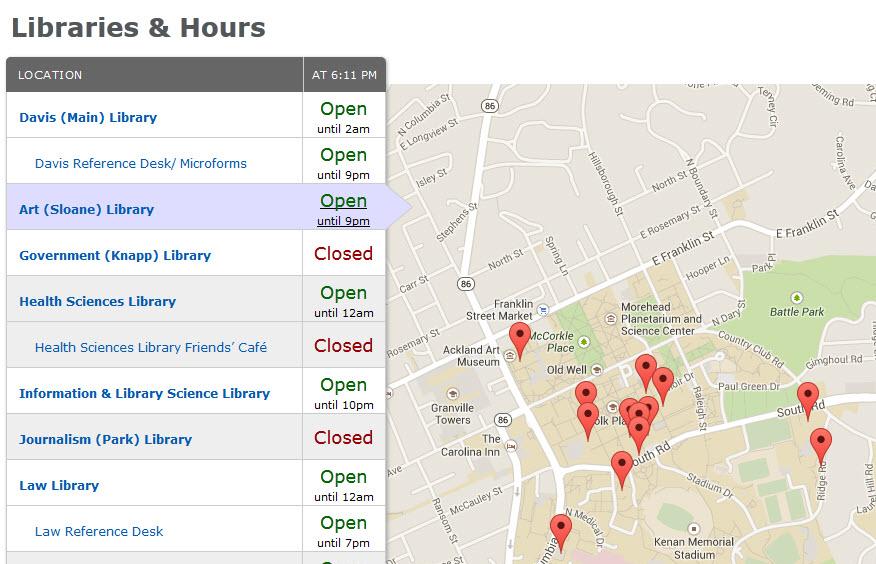 Libraries & Hours
LOCATION
AT 6:11 PM
Davis (Main) Library
Open
until 2am
Davis Reference Desk/ Microforms
Open
until 9pm
Art (Sloane) Library
Open
until 9pm
Government (Knapp) Library
Closed
Health Sciences Library
Open
until 12am
Health Sciences Library Friends’ Café
Closed
Information & Library Science Library
Open
until 10pm
Journalism (Park) Library
Closed
Law Library
Open
until 12am
Law Reference Desk
Open
until 7pm
86
N Columbia St
E Longview St
Isley St
Stephens St
Hillsborough St
N Boundary St
Tenney Cir
Carolina Ave
North St
E Rosemary St
E Franklin St
E Franklin St
Hooper Ln
Park Pl
Spring Ln
North St
86
Carr St
Rosemary St
Franklin
Street Market
McCorkle
Place
Morehead
Planetarium and
Science Center
N Dary St
Battle Park
Country Club Rd
Gimghoul Rd
Ackland Art
Museum
Old Well
Paul Green Dr
Raleigh St
South Rd
Granville
Towers
86
The
Carolina Inn
South Rd
Ridge Rd
Stadium Dr
McCauley St
Ransom St
N Medical Dr
Kenan Memorial
Stadium